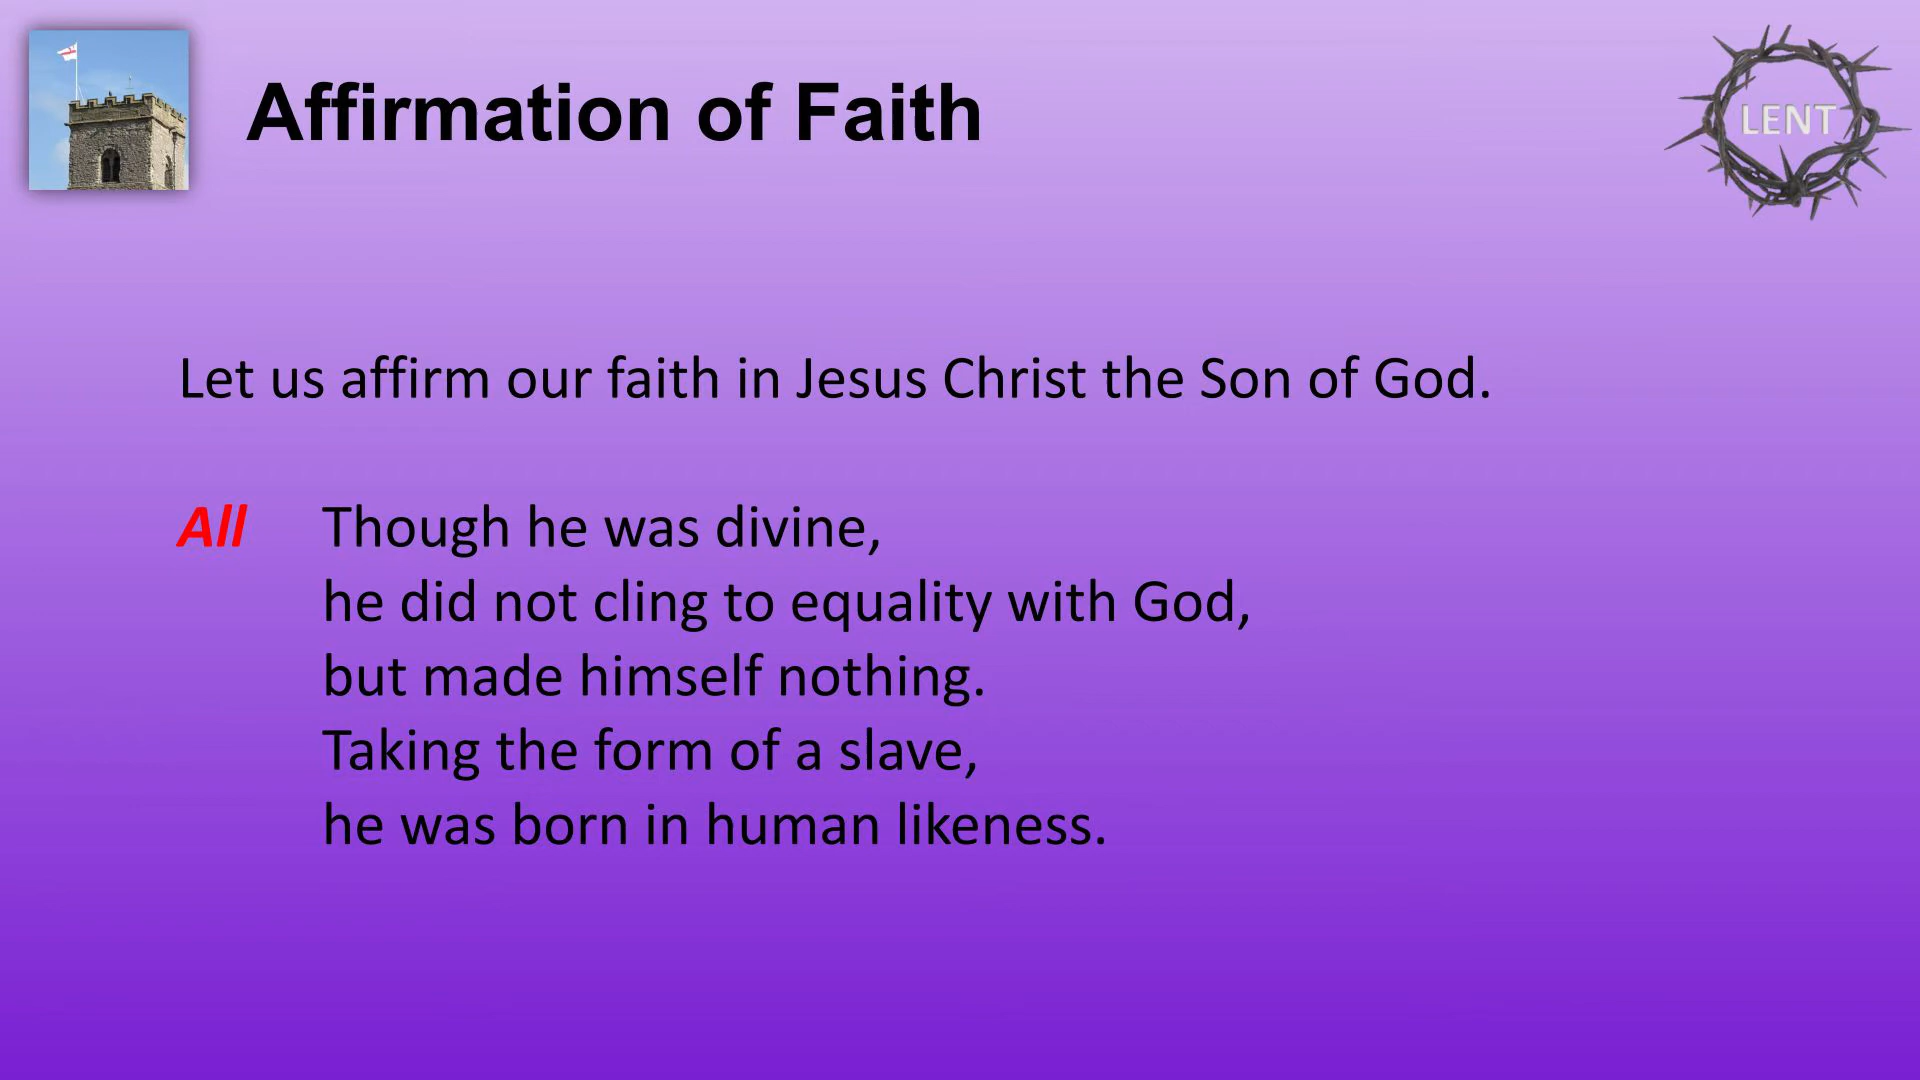 Affirmation of Faith
LENT
Let us affirm our faith in Jesus Christ the Son of God.
All Though he was divine,
he did not cling to equality with God,
but made himself nothing.
Taking the form of a slave,
he was born in human likeness.